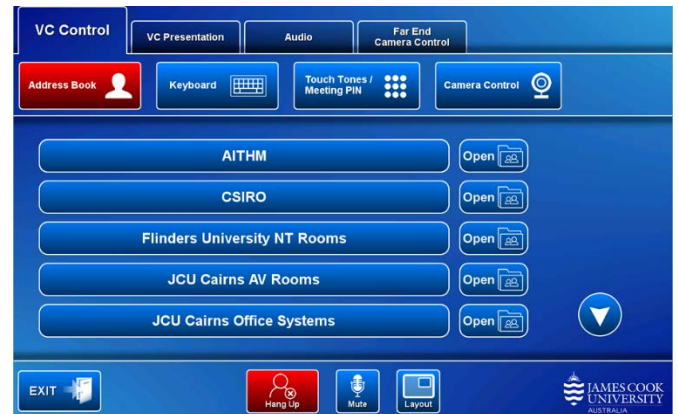 VC Control
VC Presentation
Audio
Far End
Camera Control
Address Book
Keyboard
Touch Tones /
Meeting PIN
Camera Control
AITHM
Open
CSIRO
Open
Flinders University NT Rooms
Open
JCU Cairns AV Rooms
Open
JCU Cairns Office Systems
Open
EXIT
Hang Up
Mute
Layout
JAMES COOK
UNIVERSITY
AUSTRALIA